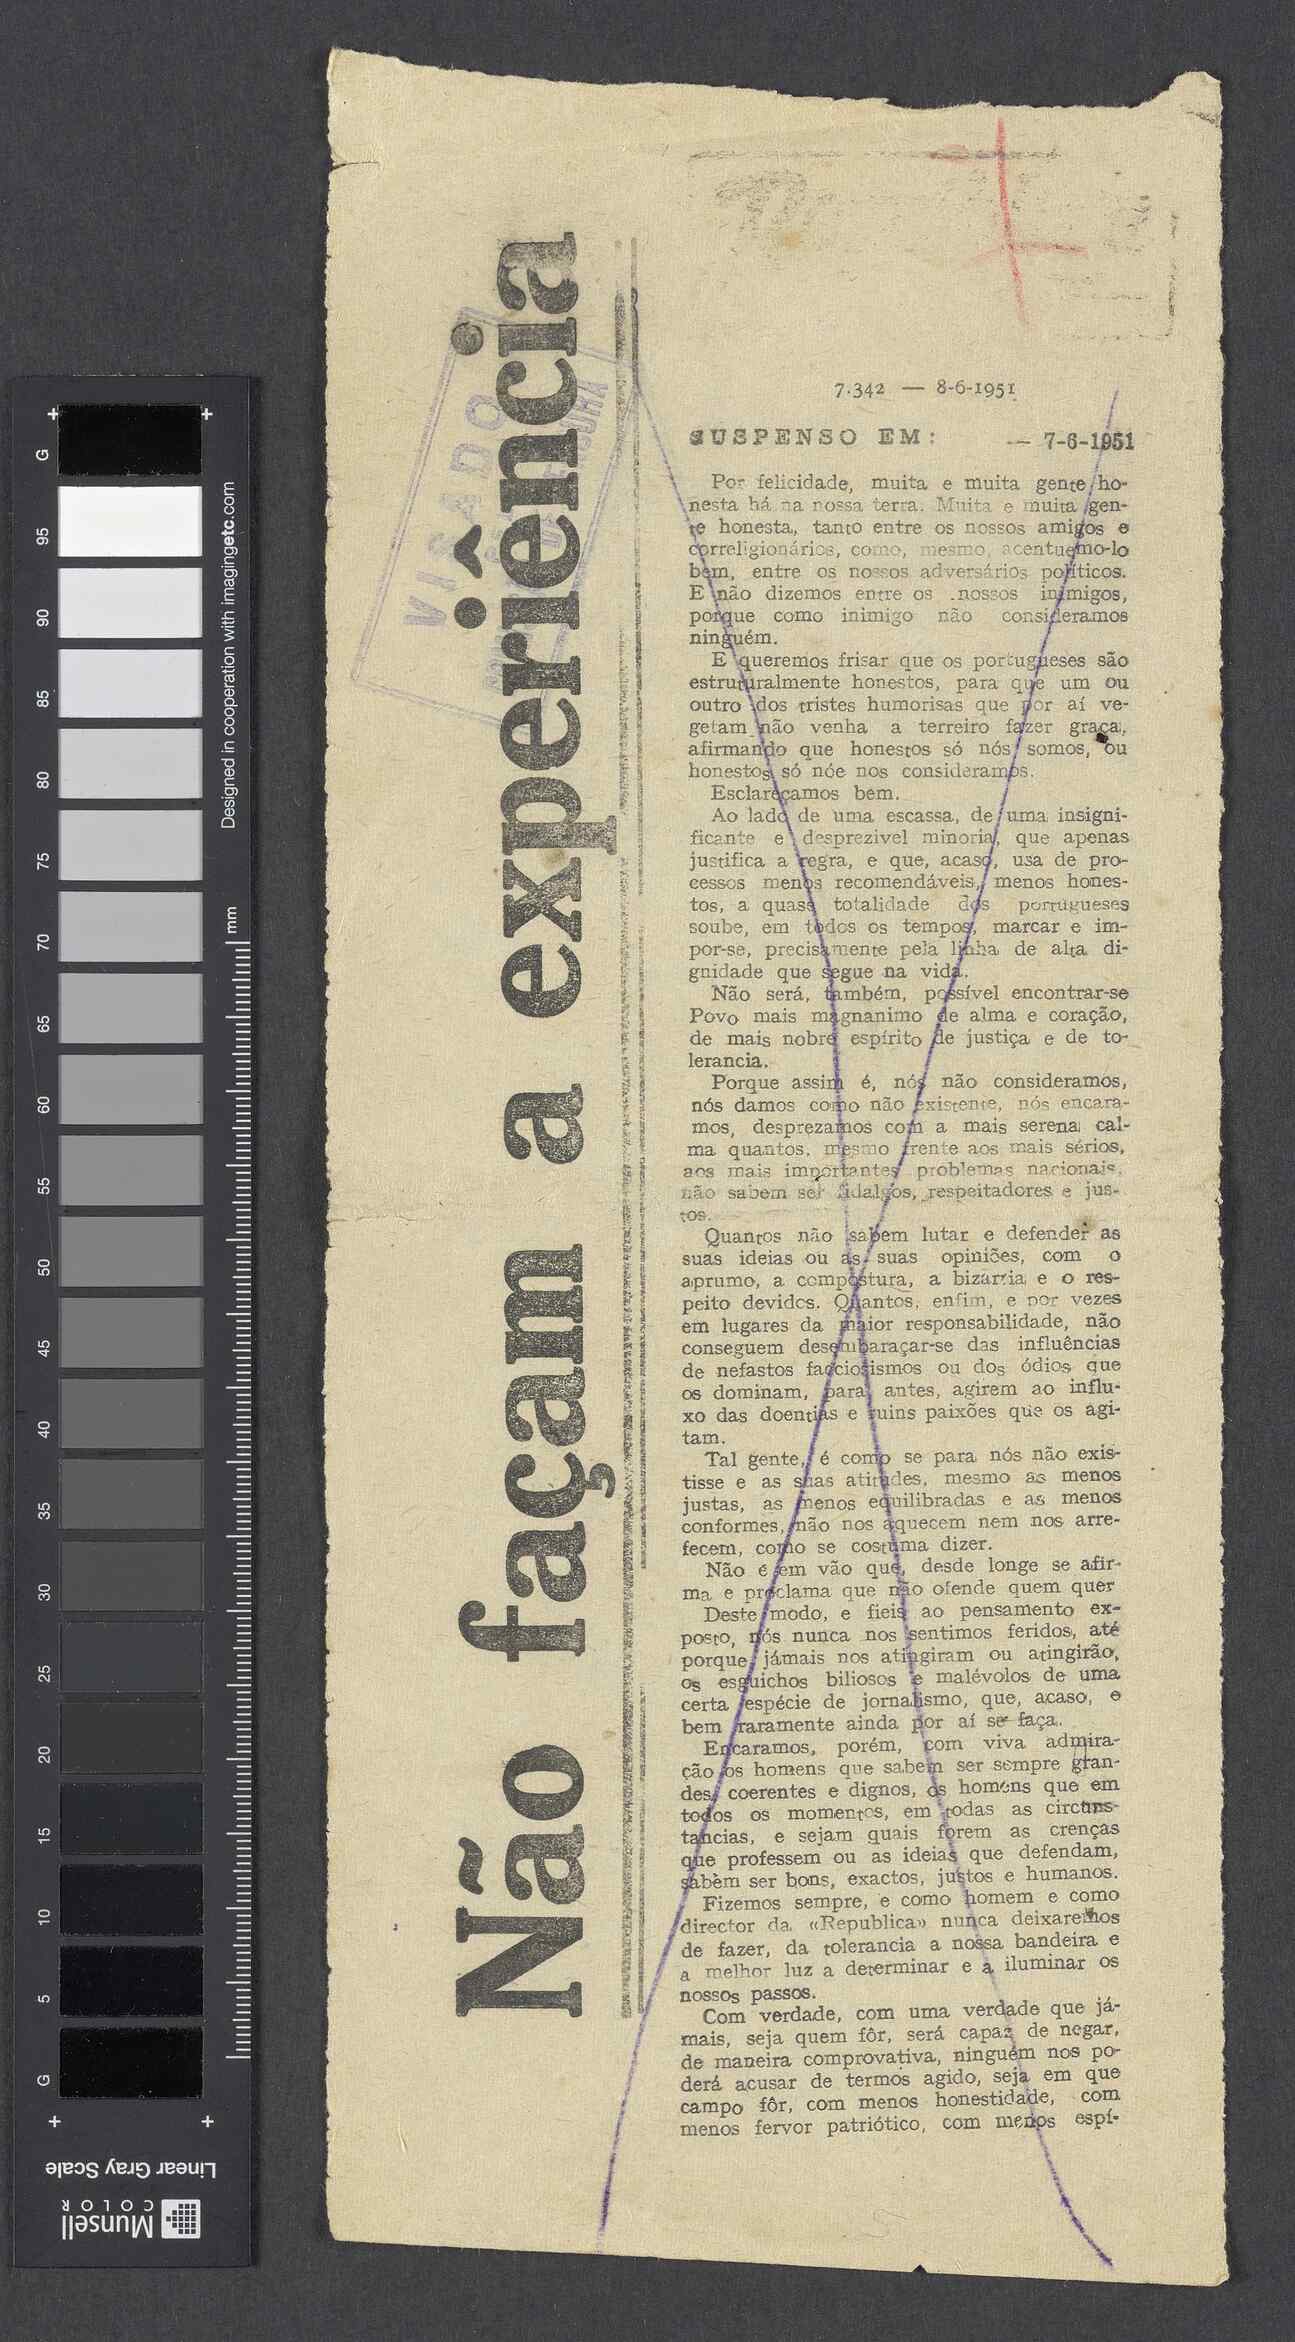 Não façam a experiência
VISADO
7.342 — 8-6-1951
SUSPENSO EM: — 7-6-1951
Por felicidade, muita e muita gente ho-
nesta há na nossa terra. Muita e muita gen-
te honesta, tanto entre os nossos amigos e
correligionários, como, mesmo, acentuemo-lo
bem, entre os nossos adversários políticos.
E não dizemos entre os .nossos inimigos,
porque como inimigo não consideramos
ninguém.
E queremos frisar que os portugueses são
estruturalmente honestos, para que um ou
outro dos tristes humorisas que por aí ve-
getam não venha a terreiro fazer graça,
afirmando que honestos só nós somos, ou
honestos só nóe nos consideramos.
Esclareçamos bem.
Ao lado de uma escassa, de uma insigni-
ficante e desprezivel minoria, que apenas
justifica a regra, e que, acaso, usa de pro-
cessos menos recomendáveis, menos hones-
tos, a quase totalidade dos portugueses
soube, em todos os tempos, marcar e im-
por-se, precisamente pela linha de alta di-
gnidade que segue na vida.
Não será, também, possível encontrar-se
Povo mais magnanimo de alma e coração,
de mais nobre espírito de justiça e de to-
lerancia.
Porque assim é, nós não consideramos,
nós damos como não existente, nós encara-
mos, desprezamos com a mais serena cal-
ma quantos, mesmo frente aos mais sérios,
aos mais importantes problemas nacionais,
não sabem ser fidalgos, respeitadores e jus-
tos.
Quantos não sabem lutar e defender as
suas ideias ou as suas opiniões, com o
aprumo, a compostura, a bizarria e o res-
peito devidos. Quantos, enfim, e por vezes
em lugares da maior responsabilidade, não
conseguem desembaraçar-se das influências
de nefastos facciosismos ou dos ódios que
os dominam, para antes, agirem ao influ-
xo das doentias e ruins paixões que os agi-
tam.
Tal gente, é como se para nós não exis-
tisse e as suas atitudes, mesmo as menos
justas, as menos equilibradas e as menos
conformes, não nos aquecem nem nos arre-
fecem, como se costuma dizer.
Não é em vão que, desde longe se afir-
ma e proclama que não ofende quem quer
Deste modo, e fieis ao pensamento ex-
posto, nós nunca nos sentimos feridos, até
porque jámais nos atingiram ou atingirão,
os esguichos biliosos e malévolos de uma
certa espécie de jornalismo, que, acaso, e
bem raramente ainda por aí se faça.
Encaramos, porém, com viva admira-
ção os homens que sabem ser sempre gran-
des, coerentes e dignos, os homens que em
todos os momentos, em todas as circuns-
tancias, e sejam quais forem as crenças
que professem ou as ideias que defendam,
sabem ser bons, exactos, justos e humanos.
Fizemos sempre, e como homem e como
director da «Republica» nunca deixaremos
de fazer, da tolerancia a nossa bandeira e
a melhor luz a determinar e a iluminar os
nossos passos.
Com verdade, com uma verdade que já-
mais, seja quem fôr, será capaz de negar,
de maneira comprovativa, ninguém nos po-
derá acusar de termos agido, seja em que
campo fôr, com menos honestidade, com
menos fervor patriótico, com menos espí-
G
95
90
85
80
75
70
65
60
55
50
45
40
35
30
25
20
15
10
5
G
mm
Designed in cooperation with imagingetc.com
Linear Gray Scale
Munsell
COLOR